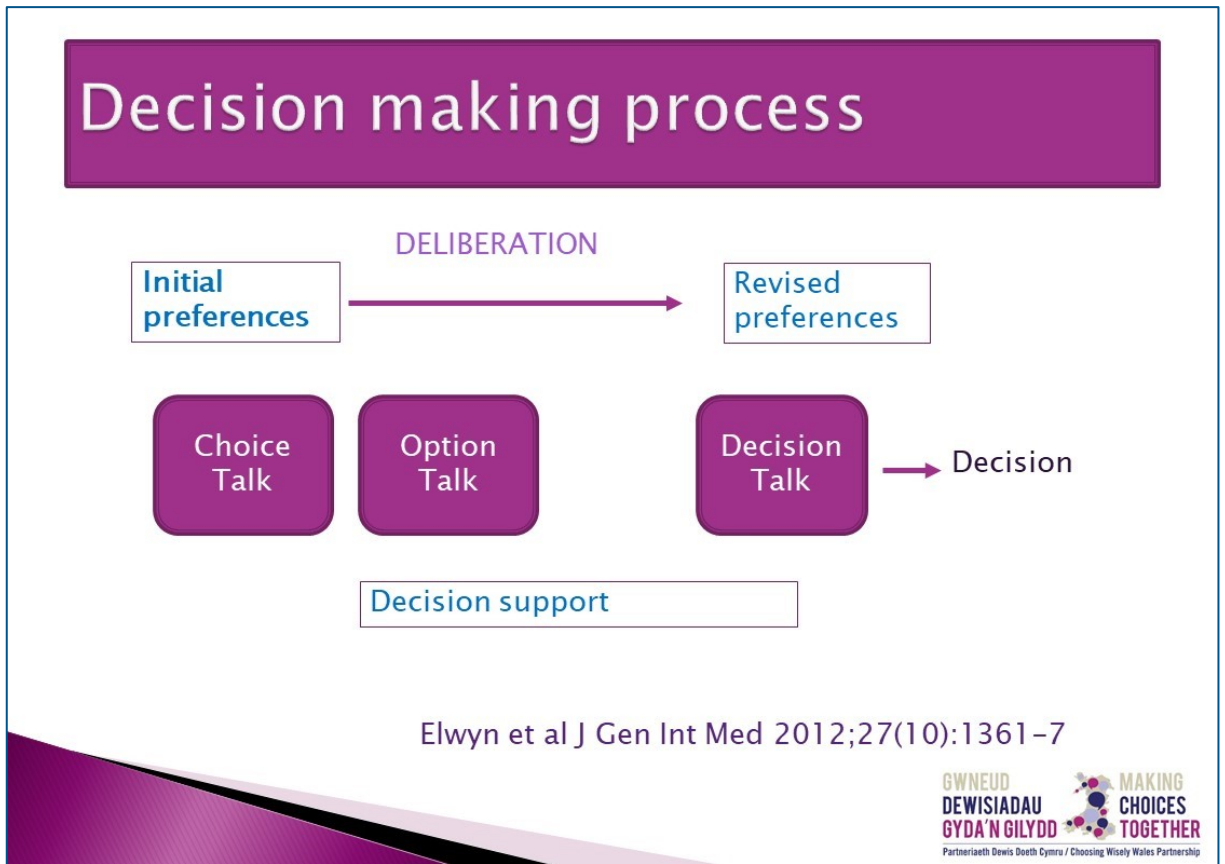 Decision making process
DELIBERATION
Initial
preferences
Revised
preferences
Choice
Talk
Option
Talk
Decision
Talk
Decision
Decision support
Elwyn et al J Gen Int Med 2012;27(10):1361-7
GWNEUD
DEWISIADAU
GYDA'N GILYDD
MAKING
CHOICES
TOGETHER
Partneriaeth Dewis Doeth Cymru / Choosing Wisely Wales Partnership